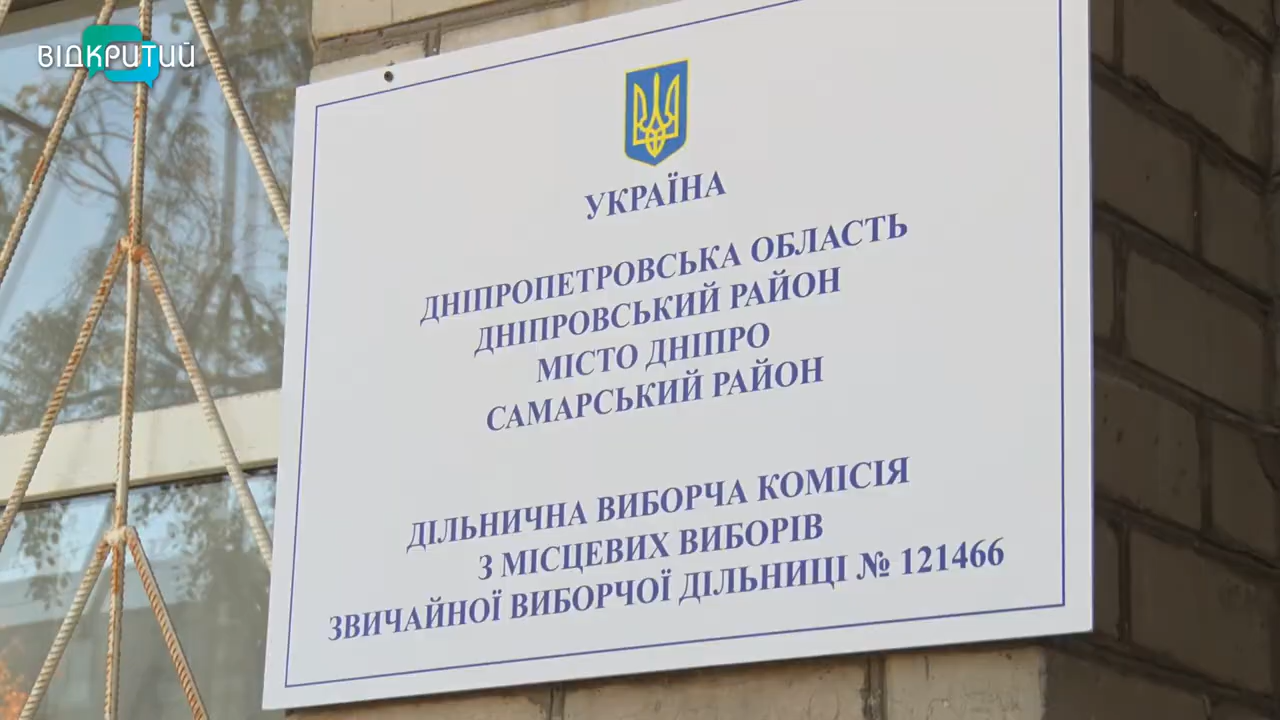 ВІДКРИТИЙ
УКРАЇНА
ДНІПРОПЕТРОВСЬКА ОБЛАСТЬ
ДНІПРОВСЬКИЙ РАЙОН
МІСТО ДНІПРО
САМАРСЬКИЙ РАЙОН
ДІЛЬНИЧНА ВИБОРЧА КОМІСІЯ
З МІСЦЕВИХ ВИБОРІВ
ЗВИЧАЙНОЇ ВИБОРЧОЇ ДІЛЬНИЦІ № 121466